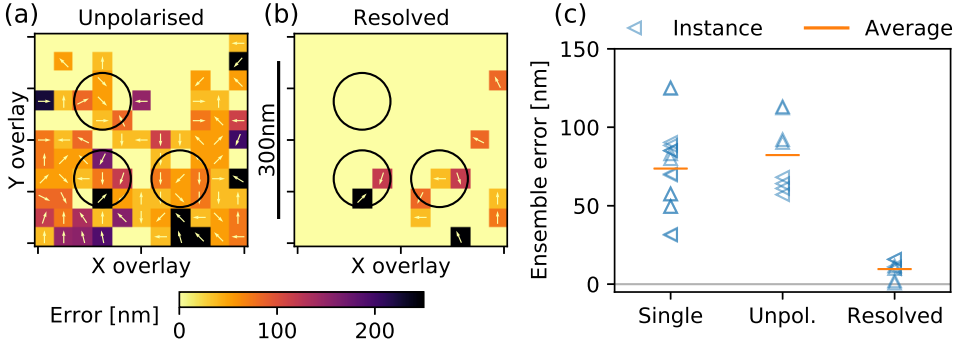 (a) Unpolarised
(b) Resolved
(c)
Instance
Average
Y overlay
X overlay
300nm
X overlay
Error [nm]
0
100
200
Ensemble error [nm]
150
100
50
0
Single
Unpol.
Resolved